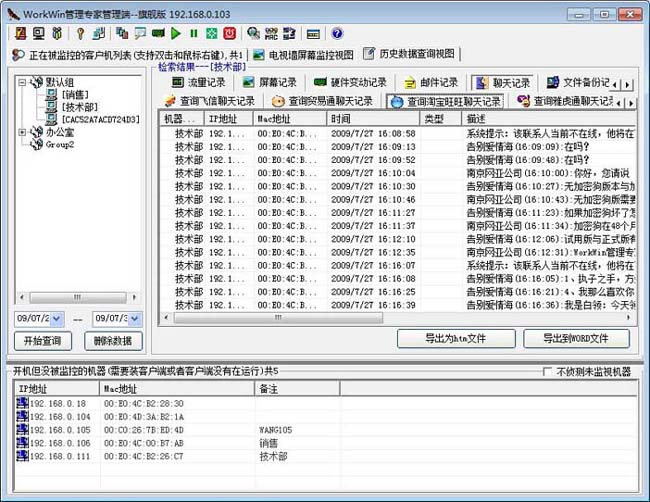 WorkWin管理专家管理端--旗舰版 192.168.0.103
正在被监控的客户机列表(支持双击和鼠标右键),共1 电视墙屏幕监控视图 历史数据查询视图
检索结果---[技术部]
流量记录 屏幕记录 硬件变动记录 邮件记录 聊天记录 文件备份记
查询飞信聊天记录 查询贸易通聊天记录 查询淘宝旺旺聊天记录 查询雅虎通聊天记录
默认组
[销售]
[技术部]
[CAC52A7ACD724D3]
办公室
Group2
09/07/2 -- 09/07/3
开始查询 删除数据
机器... IP地址 Mac地址 时间 类型 描述
技术部 192.1... 00:E0:4C:B... 2009/7/27 16:08:58 系统提示：该联系人当前不在线，他将在
技术部 192.1... 00:E0:4C:B... 2009/7/27 16:09:13 告别爱情海(16:09:09):在吗?
技术部 192.1... 00:E0:4C:B... 2009/7/27 16:09:52 告别爱情海(16:09:48):在吗?
技术部 192.1... 00:E0:4C:B... 2009/7/27 16:10:04 南京网亚公司(16:10:00):你好，您请说
技术部 192.1... 00:E0:4C:B... 2009/7/27 16:10:30 告别爱情海(16:10:27):无加密狗版本与加
技术部 192.1... 00:E0:4C:B... 2009/7/27 16:10:46 南京网亚公司(16:10:43):无加密狗版需要
技术部 192.1... 00:E0:4C:B... 2009/7/27 16:11:27 告别爱情海(16:11:23):如果加密狗坏了怎
技术部 192.1... 00:E0:4C:B... 2009/7/27 16:11:37 南京网亚公司(16:11:34):加密狗在48个月
技术部 192.1... 00:E0:4C:B... 2009/7/27 16:12:10 告别爱情海(16:12:06):试用版与正式版有
技术部 192.1... 00:E0:4C:B... 2009/7/27 16:12:35 南京网亚公司(16:12:31):WorkWin管理专
技术部 192.1... 00:E0:4C:B... 2009/7/27 16:16:07 系统提示：该联系人当前不在线，他将在
技术部 192.1... 00:E0:4C:B... 2009/7/27 16:16:08 告别爱情海(16:16:05):1、执子之手，方
技术部 192.1... 00:E0:4C:B... 2009/7/27 16:16:25 告别爱情海(16:16:21):4、我那么喜欢你
技术部 192.1... 00:E0:4C:B... 2009/7/27 16:16:39 告别爱情海(16:16:36):我是白领：今天领
导出为htm文件 导出到WORD文件
开机但没被监控的机器(需要装客户端或者客户端没有在运行)共5 不侦测未监视机器
IP地址 Mac地址 备注
192.168.0.18 00:E0:4C:B2:28:30
192.168.0.104 00:E0:4D:3A:B2:1A
192.168.0.105 00:C0:26:7B:ED:4D WANG105
192.168.0.106 00:E0:4C:00:B7:AB 销售
192.168.0.111 00:E0:4C:B2:26:C7 技术部